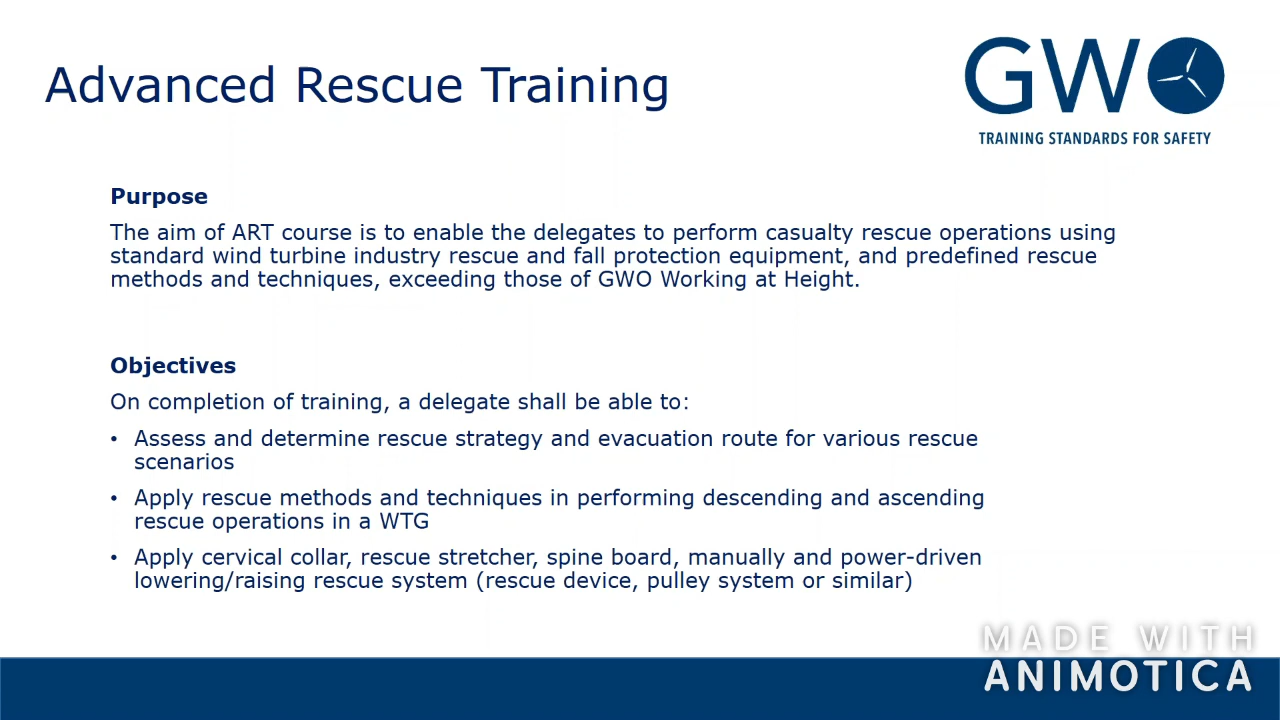 Advanced Rescue Training
GWO
TRAINING STANDARDS FOR SAFETY
Purpose
The aim of ART course is to enable the delegates to perform casualty rescue operations using
standard wind turbine industry rescue and fall protection equipment, and predefined rescue
methods and techniques, exceeding those of GWO Working at Height.
Objectives
On completion of training, a delegate shall be able to:
• Assess and determine rescue strategy and evacuation route for various rescue
scenarios
• Apply rescue methods and techniques in performing descending and ascending
rescue operations in a WTG
• Apply cervical collar, rescue stretcher, spine board, manually and power-driven
lowering/raising rescue system (rescue device, pulley system or similar)
MADE WITH
ANIMOTICA